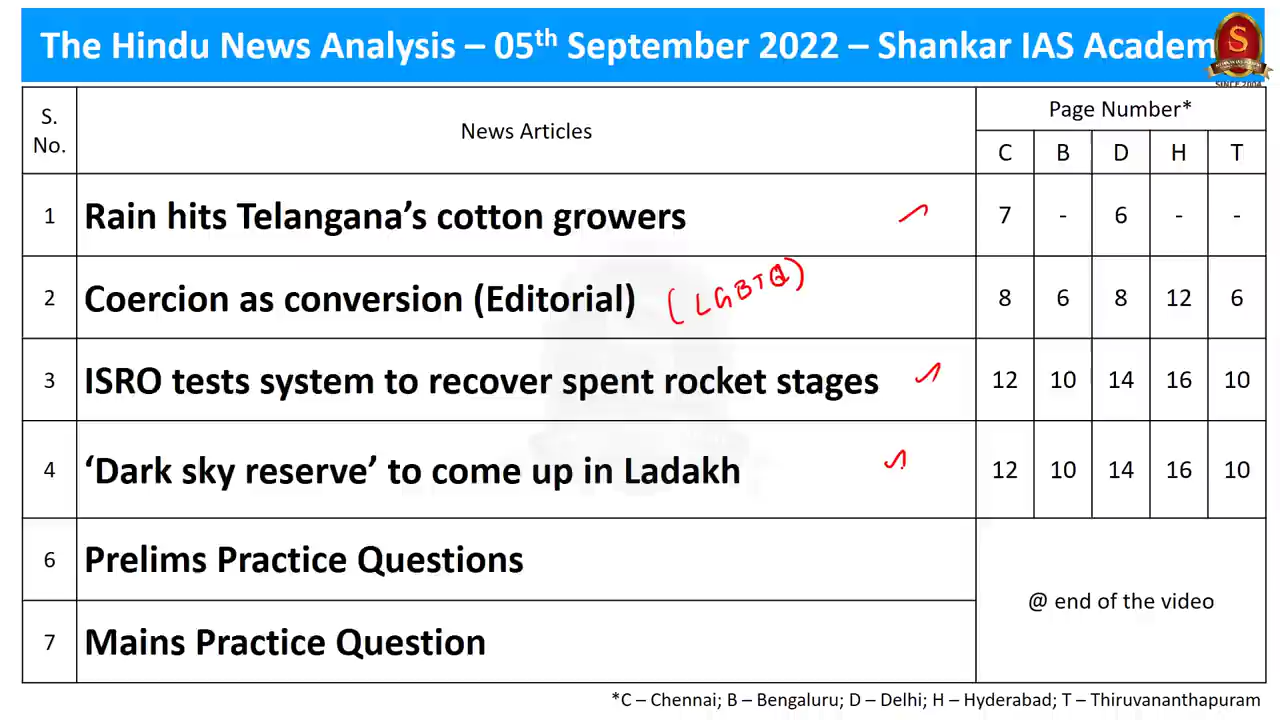 The Hindu News Analysis – 05th September 2022 – Shankar IAS Academ
S
SINCE 2004
S. No.
News Articles
Page Number*
C B D H T
1 Rain hits Telangana's cotton growers 7 - 6 - -
2 Coercion as conversion (Editorial) (LGBTQ) 8 6 8 12 6
3 ISRO tests system to recover spent rocket stages 12 10 14 16 10
4 'Dark sky reserve' to come up in Ladakh 12 10 14 16 10
6 Prelims Practice Questions
@ end of the video
7 Mains Practice Question
*C – Chennai; B – Bengaluru; D – Delhi; H – Hyderabad; T – Thiruvananthapuram